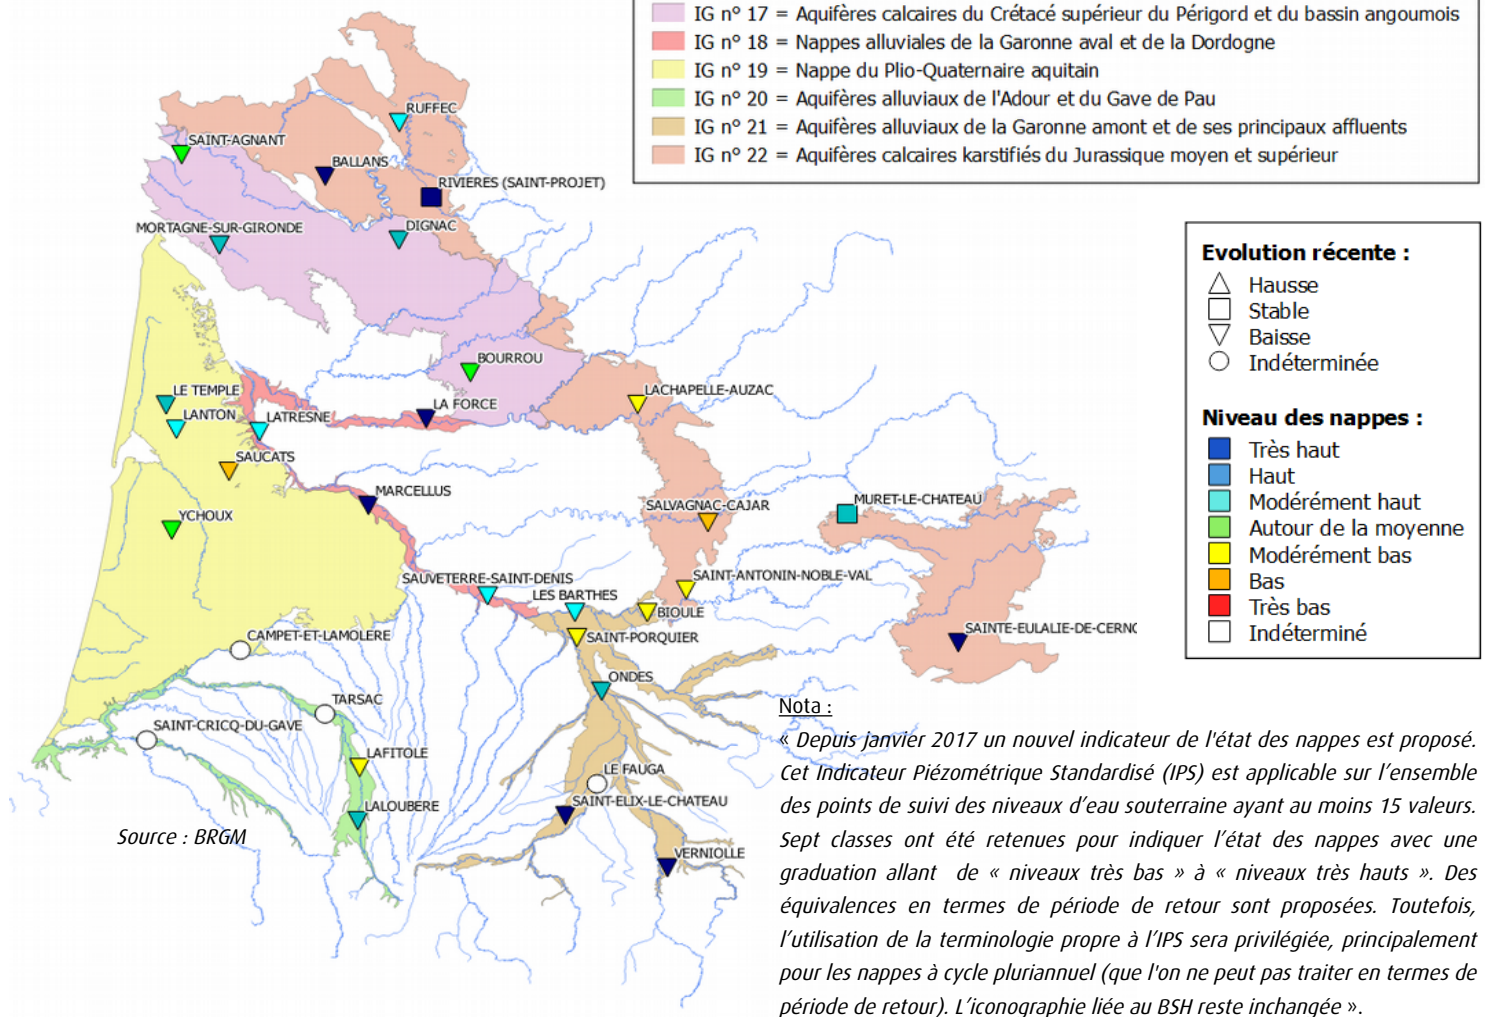 IG n° 17 = Aquifères calcaires du Crétacé supérieur du Périgord et du bassin angoumois
IG n° 18 = Nappes alluviales de la Garonne aval et de la Dordogne
IG n° 19 = Nappe du Plio-Quaternaire aquitain
IG n° 20 = Aquifères alluviaux de l'Adour et du Gave de Pau
IG n° 21 = Aquifères alluviaux de la Garonne amont et de ses principaux affluents
IG n° 22 = Aquifères calcaires karstifiés du Jurassique moyen et supérieur
RUFFEC
SAINT-AGNANT
BALLANS
RIVIERES (SAINT-PROJET)
MORTAGNE-SUR-GIRONDE
DIGNAC
BOURROU
LE TEMPLE
LACHAPELLE-AUZAC
LA FORCE
LANTON
LATRESNE
SAUCATS
MARCELLUS
MURET-LE-CHATEAU
SALVAGNAC-CAJAR
YCHOUX
SAUVETERRE-SAINT-DENIS
SAINT-ANTONIN-NOBLE-VAL
LES BARTHES
BIOULE
SAINTE-EULALIE-DE-CERNO
CAMPET-ET-LAMOLERE
SAINT-PORQUIER
ONDES
TARSAC
SAINT-CRICQ-DU-GAVE
LAFITOLE
LE FAUGA
SAINT-ELIX-LE-CHATEAU
LALOUBERE
VERNIOLLE
Source : BRGM
Evolution récente :
Hausse
Stable
Baisse
Indéterminée
Niveau des nappes :
Très haut
Haut
Modérément haut
Autour de la moyenne
Modérément bas
Bas
Très bas
Indéterminé
Nota :
« Depuis janvier 2017 un nouvel indicateur de l'état des nappes est proposé.
Cet Indicateur Piézométrique Standardisé (IPS) est applicable sur l'ensemble
des points de suivi des niveaux d'eau souterraine ayant au moins 15 valeurs.
Sept classes ont été retenues pour indiquer l'état des nappes avec une
graduation allant de « niveaux très bas » à « niveaux très hauts ». Des
équivalences en termes de période de retour sont proposées. Toutefois,
l'utilisation de la terminologie propre à l'IPS sera privilégiée, principalement
pour les nappes à cycle pluriannuel (que l'on ne peut pas traiter en termes de
période de retour). L'iconographie liée au BSH reste inchangée ».